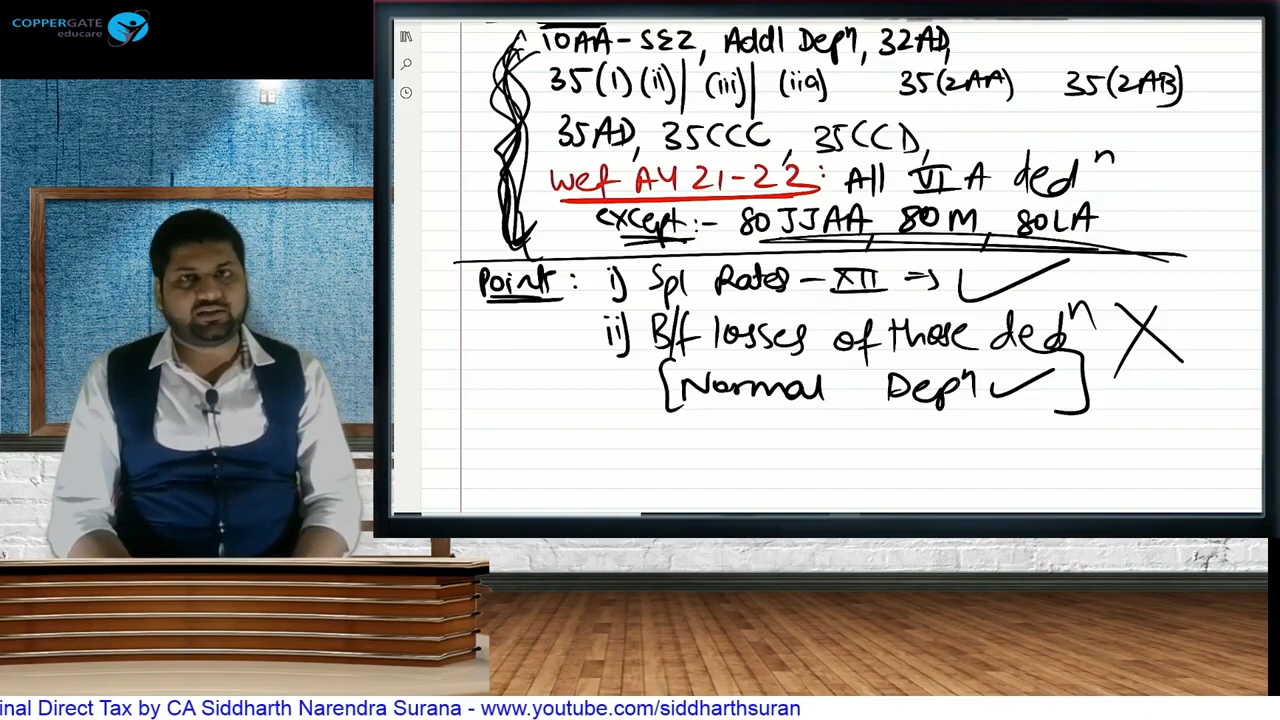 COPPERGATE
educare
10AA - SEZ, Addl Depn, 32AD,
35(1)(ii)| (iii)| (iia) 35(2AA) 35(2AB)
35AD, 35CCC, 35CCD,
wef AY 21-22: All VIA dedn
except:- 80JJAA 80M 80LA
Point: i) Spl Rates - XII ⇒ ✓
ii) B/f losses of those dedn X
[Normal Depn ✓]
inal Direct Tax by CA Siddharth Narendra Surana - www.youtube.com/siddharthsuran